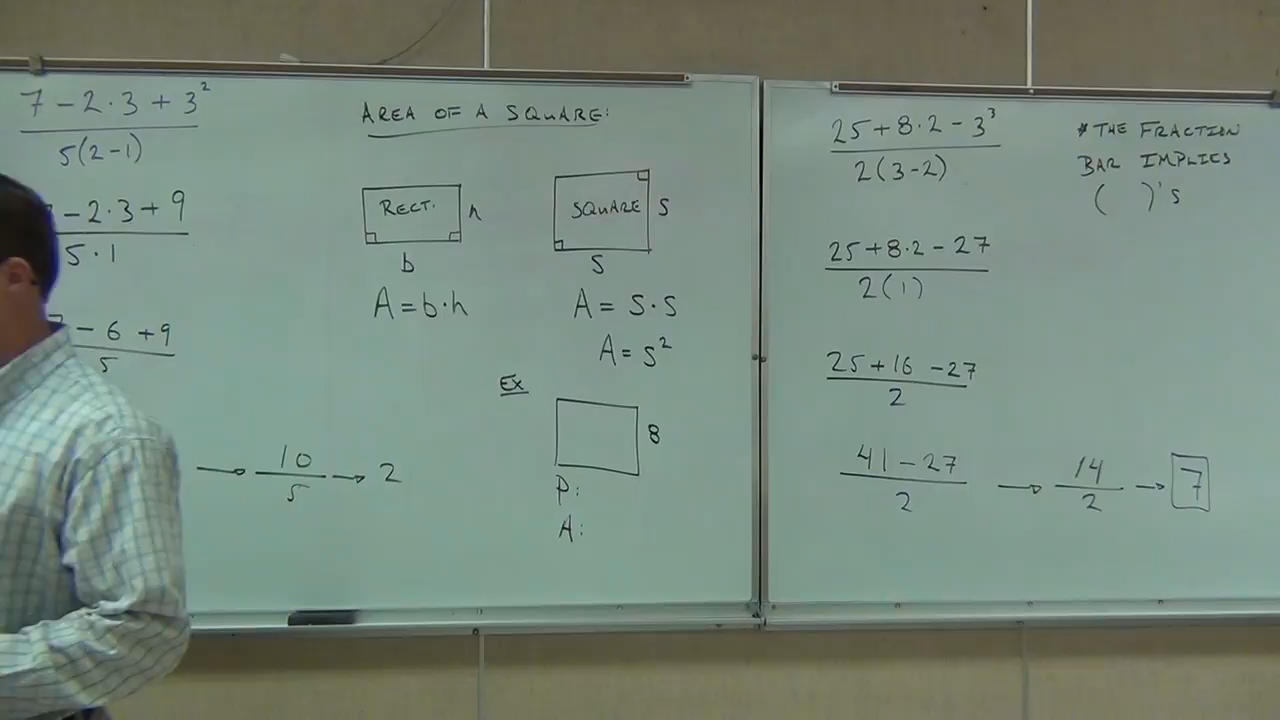 7 - 2 · 3 + 3²
5(2-1)
- 2 · 3 + 9
5 · 1
- 6 + 9
5
→ 10/5 → 2
AREA OF A SQUARE:
RECT. h
b
A = b·h
SQUARE S
S
A = S·S
A = S²
Ex
8
P:
A:
25 + 8·2 - 3³
2(3-2)
25 + 8·2 - 27
2(1)
25 + 16 - 27
2
41 - 27
2
→ 14/2 → 7
* THE FRACTION
BAR IMPLIES
( )'s